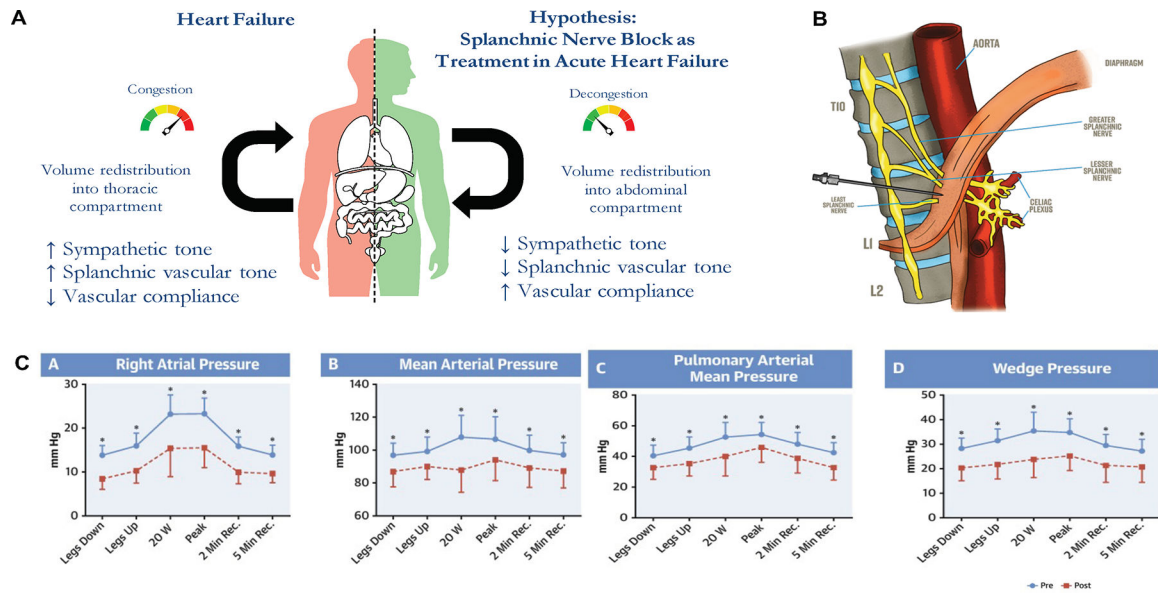 A
Heart Failure
Hypothesis:
Splanchnic Nerve Block as
Treatment in Acute Heart Failure
Congestion
Volume redistribution
into thoracic
compartment
↑ Sympathetic tone
↑ Splanchnic vascular tone
↓ Vascular compliance
Decongestion
Volume redistribution
into abdominal
compartment
↓ Sympathetic tone
↓ Splanchnic vascular tone
↑ Vascular compliance
B
AORTA
DIAPHRAGM
T10
GREATER
SPLANCHNIC
NERVE
LESSER
SPLANCHNIC
NERVE
LEAST
SPLANCHNIC
NERVE
CELIAC
PLEXUS
L1
L2
C
A Right Atrial Pressure
30
20
10
0
mm Hg
* * * * * *
Legs Down
Legs Up
20 W
Peak
2 Min Rec.
5 Min Rec.
B Mean Arterial Pressure
140
120
100
80
60
* * * * * *
Legs Down
Legs Up
20 W
Peak
2 Min Rec.
5 Min Rec.
C Pulmonary Arterial
Mean Pressure
80
60
40
20
0
mm Hg
* * * * * *
Legs Down
Legs Up
20 W
Peak
2 Min Rec.
5 Min Rec.
D Wedge Pressure
50
40
30
20
10
0
mm Hg
* * * * * *
Legs Down
Legs Up
20 W
Peak
2 Min Rec.
5 Min Rec.
Pre Post